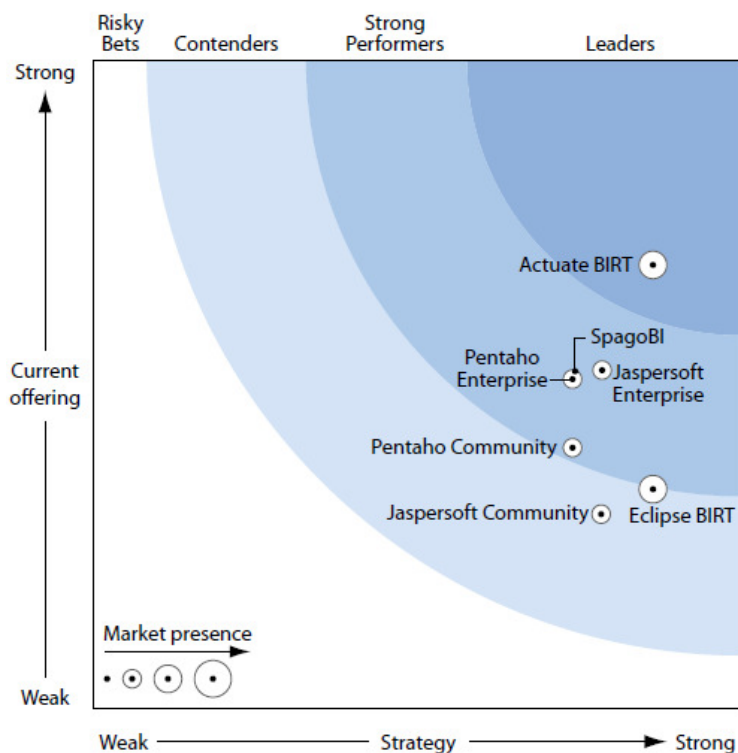 Risky
Bets
Contenders
Strong
Performers
Leaders
Strong
Actuate BIRT
SpagoBI
Pentaho
Enterprise
Jaspersoft
Enterprise
Current
offering
Pentaho Community
Jaspersoft Community
Eclipse BIRT
Market presence
Weak
Weak
Strategy
Strong